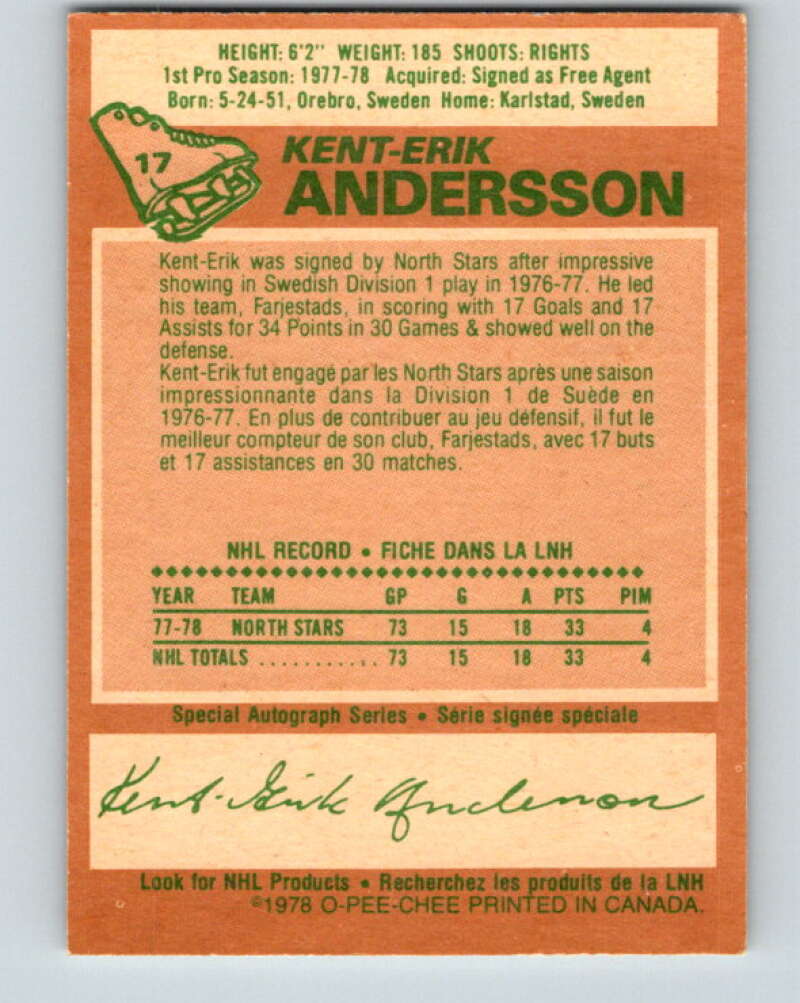 HEIGHT: 6'2" WEIGHT: 185 SHOOTS: RIGHTS
1st Pro Season: 1977-78 Acquired: Signed as Free Agent
Born: 5-24-51, Orebro, Sweden Home: Karlstad, Sweden
17
KENT-ERIK
ANDERSSON
Kent-Erik was signed by North Stars after impressive
showing in Swedish Division 1 play in 1976-77. He led
his team, Farjestads, in scoring with 17 Goals and 17
Assists for 34 Points in 30 Games & showed well on the
defense.
Kent-Erik fut engagé par les North Stars après une saison
impressionnante dans la Division 1 de Suède en
1976-77. En plus de contribuer au jeu défensif, il fut le
meilleur compteur de son club, Farjestads, avec 17 buts
et 17 assistances en 30 matches.
NHL RECORD • FICHE DANS LA LNH
YEAR TEAM GP G A PTS PIM
77-78 NORTH STARS 73 15 18 33 4
NHL TOTALS ........... 73 15 18 33 4
Special Autograph Series • Série signée spéciale
Kent-Erik Andersson
Look for NHL Products • Recherchez les produits de la LNH
©1978 O-PEE-CHEE PRINTED IN CANADA.